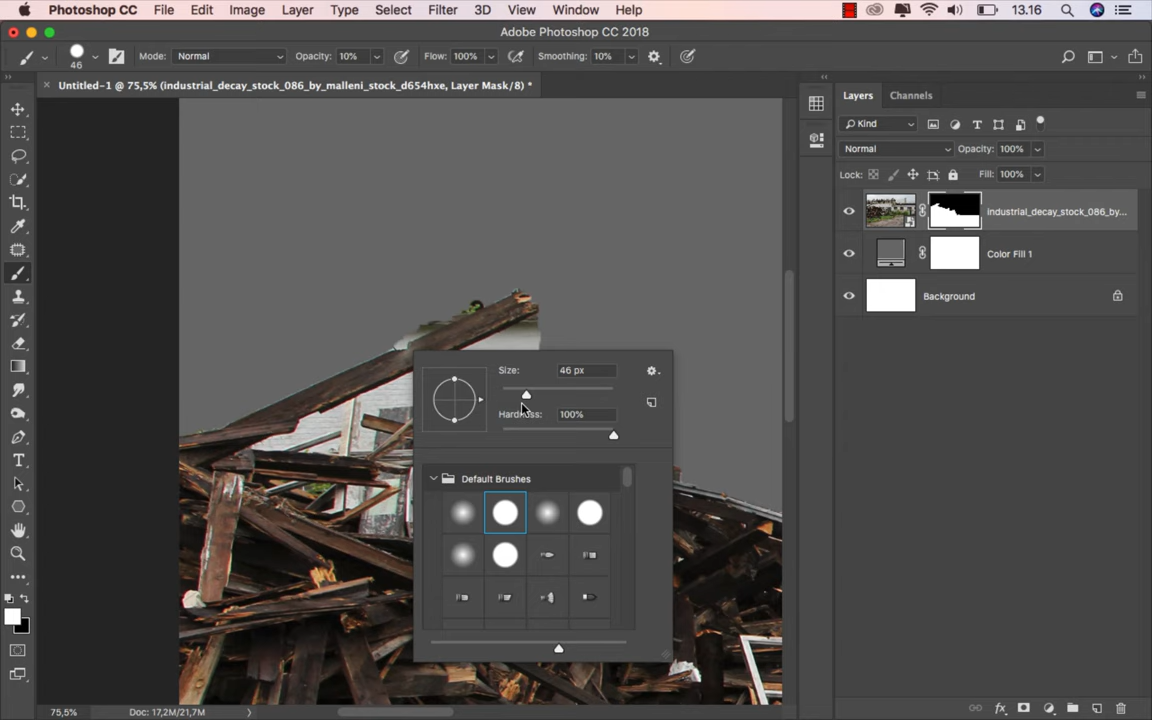 Photoshop CC File Edit Image Layer Type Select Filter 3D View Window Help 13.16
Adobe Photoshop CC 2018
46 Mode: Normal Opacity: 10% Flow: 100% Smoothing: 10%
Untitled-1 @ 75,5% (industrial_decay_stock_086_by_malleni_stock_d654hxe, Layer Mask/8) *
Layers Channels
Kind
Normal Opacity: 100%
Lock: Fill: 100%
industrial_decay_stock_086_by...
Color Fill 1
Background
Size: 46 px
Hardness: 100%
Default Brushes
75,5% Doc: 17,2M/21,7M